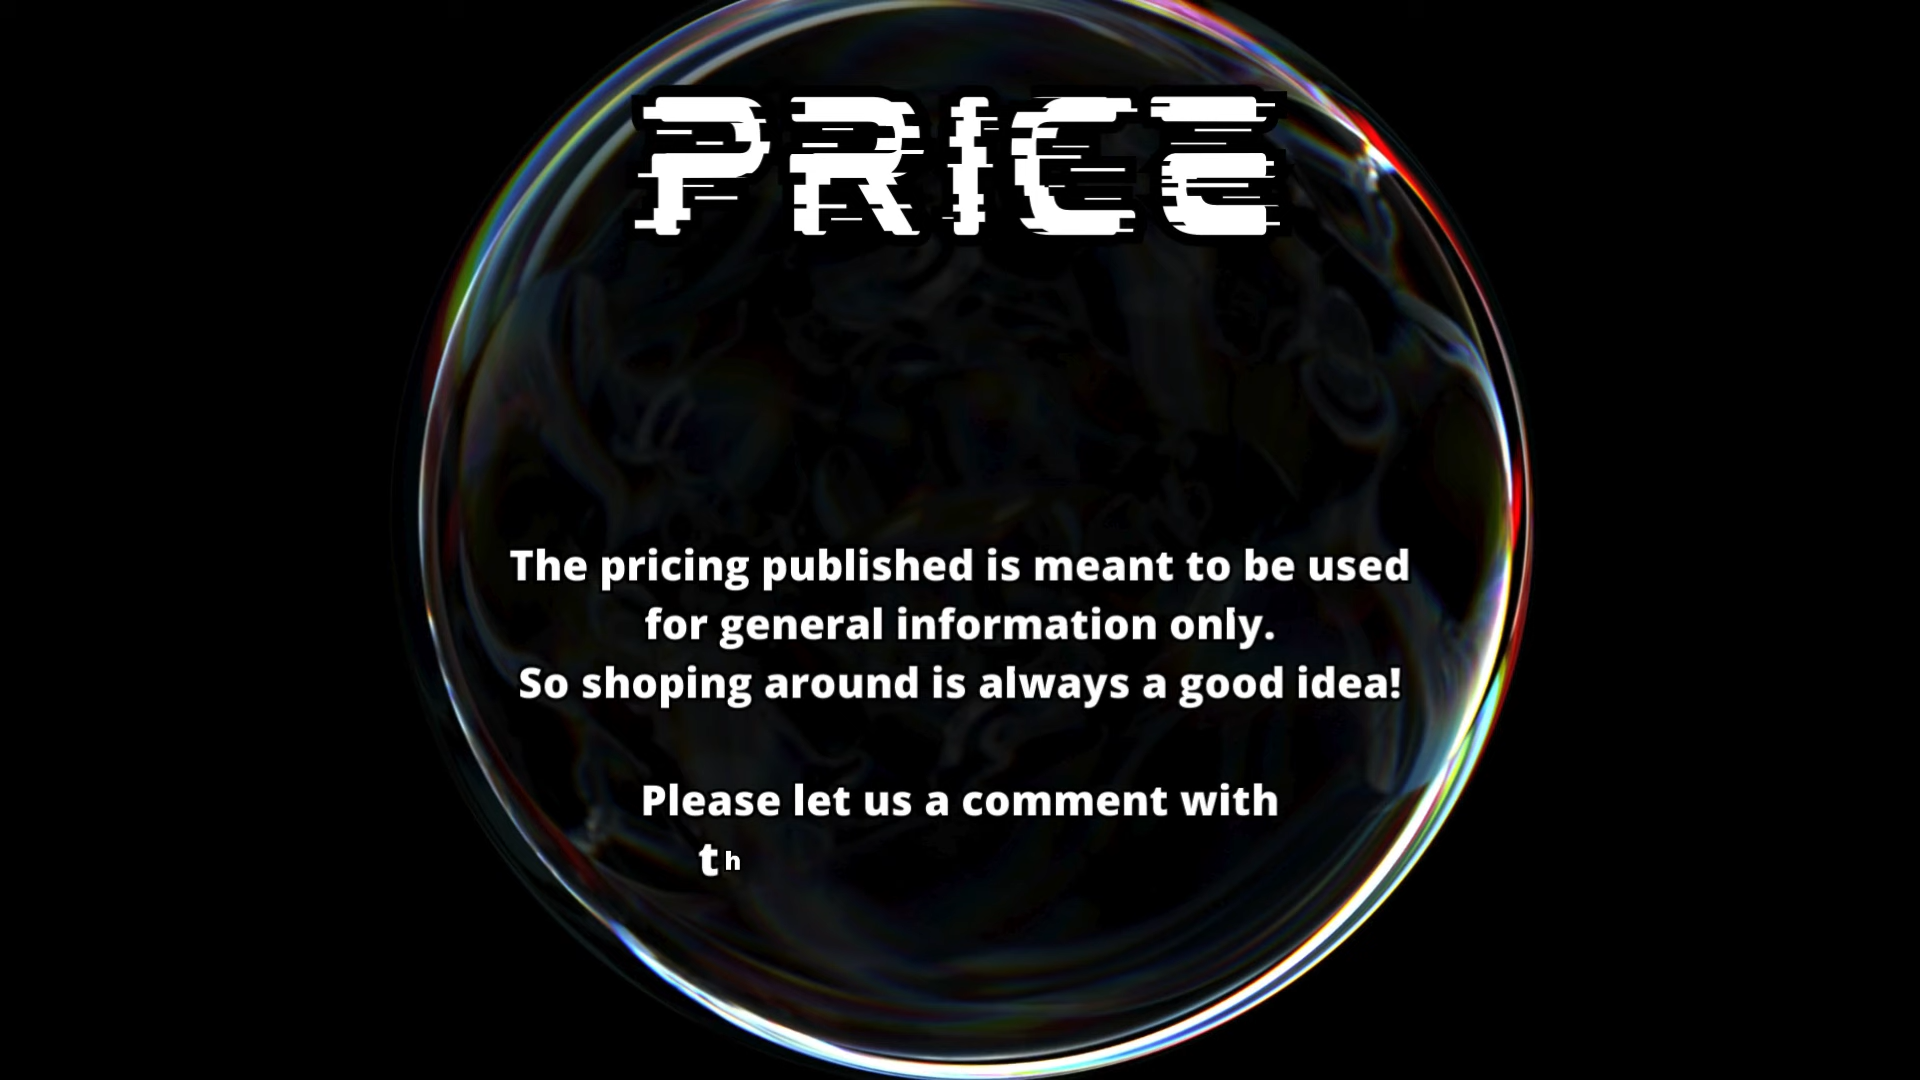 PRICE
The pricing published is meant to be used
for general information only.
So shoping around is always a good idea!
Please let us a comment with
th